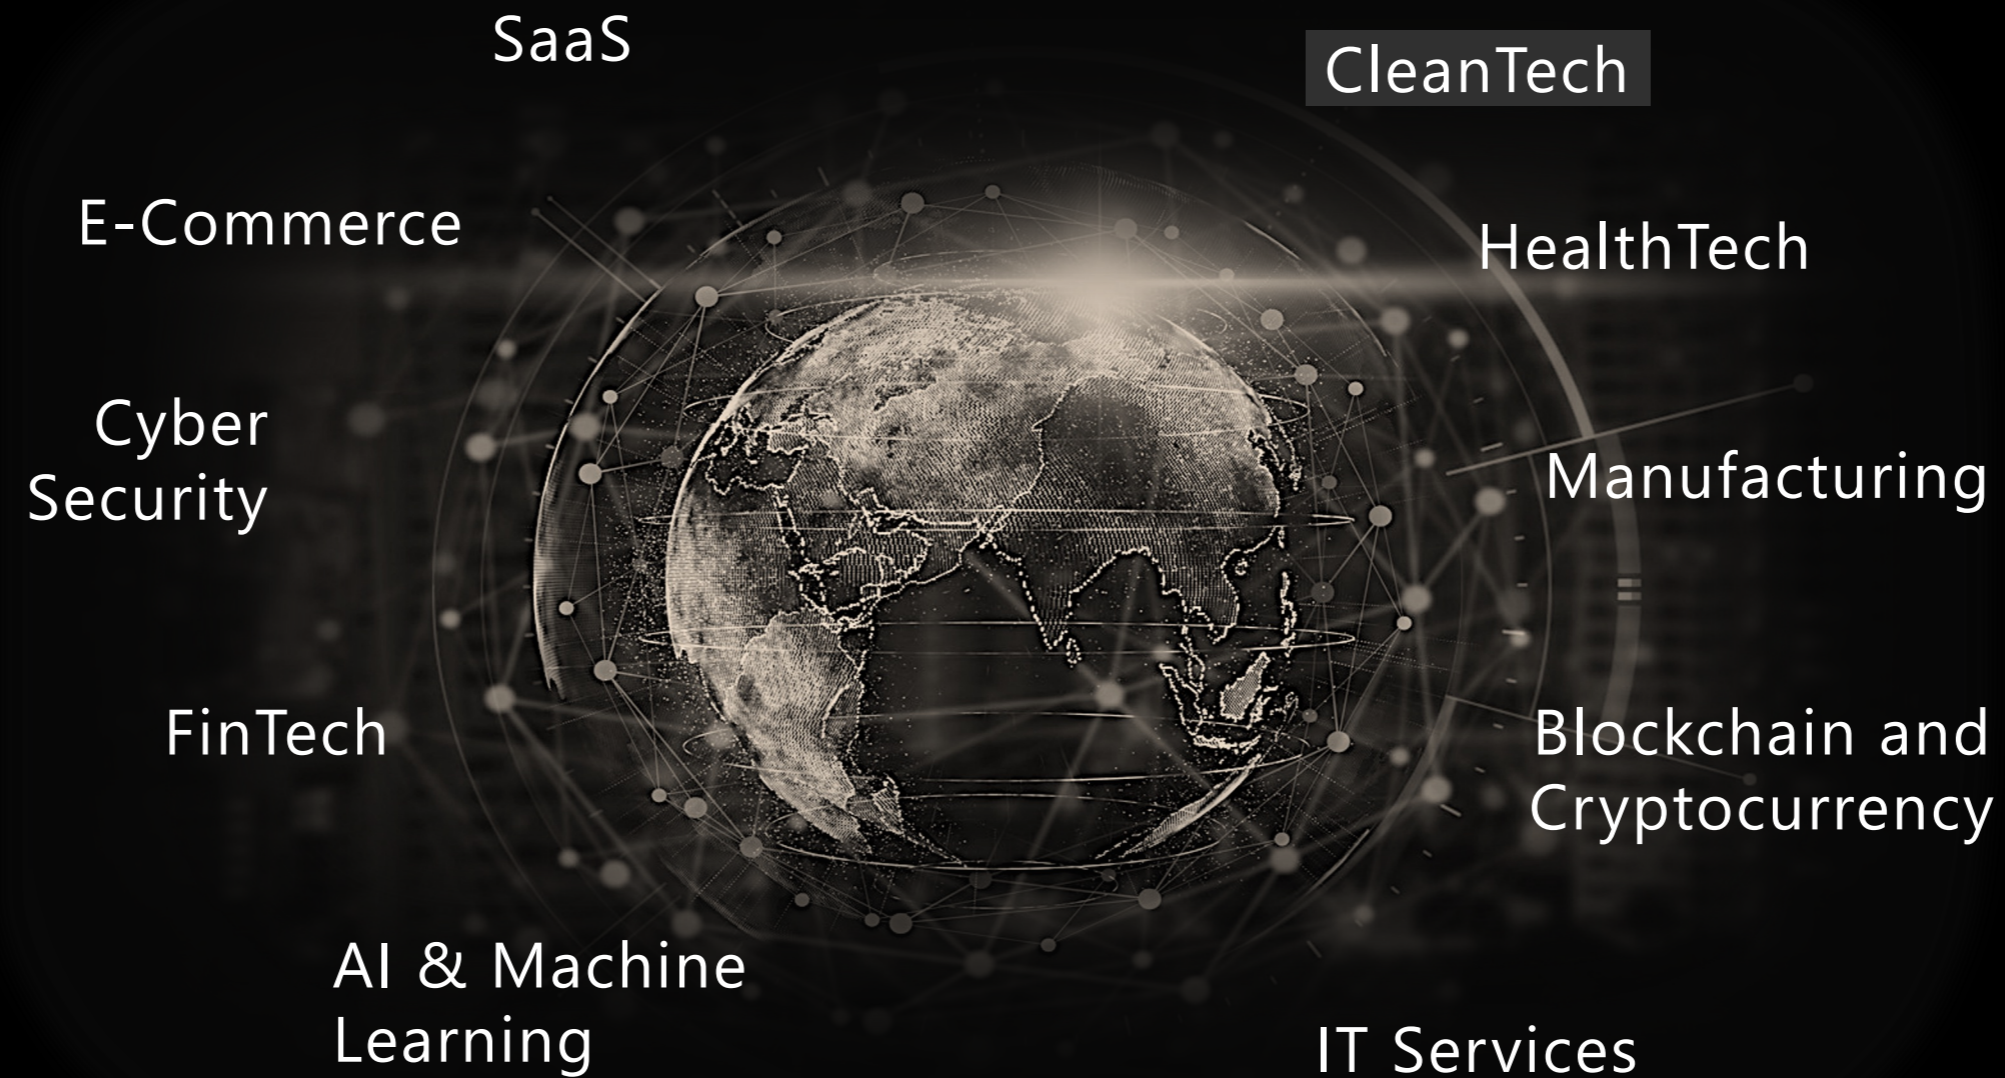 SaaS
CleanTech
E-Commerce
HealthTech
Cyber
Security
Manufacturing
FinTech
Blockchain and
Cryptocurrency
AI & Machine
Learning
IT Services